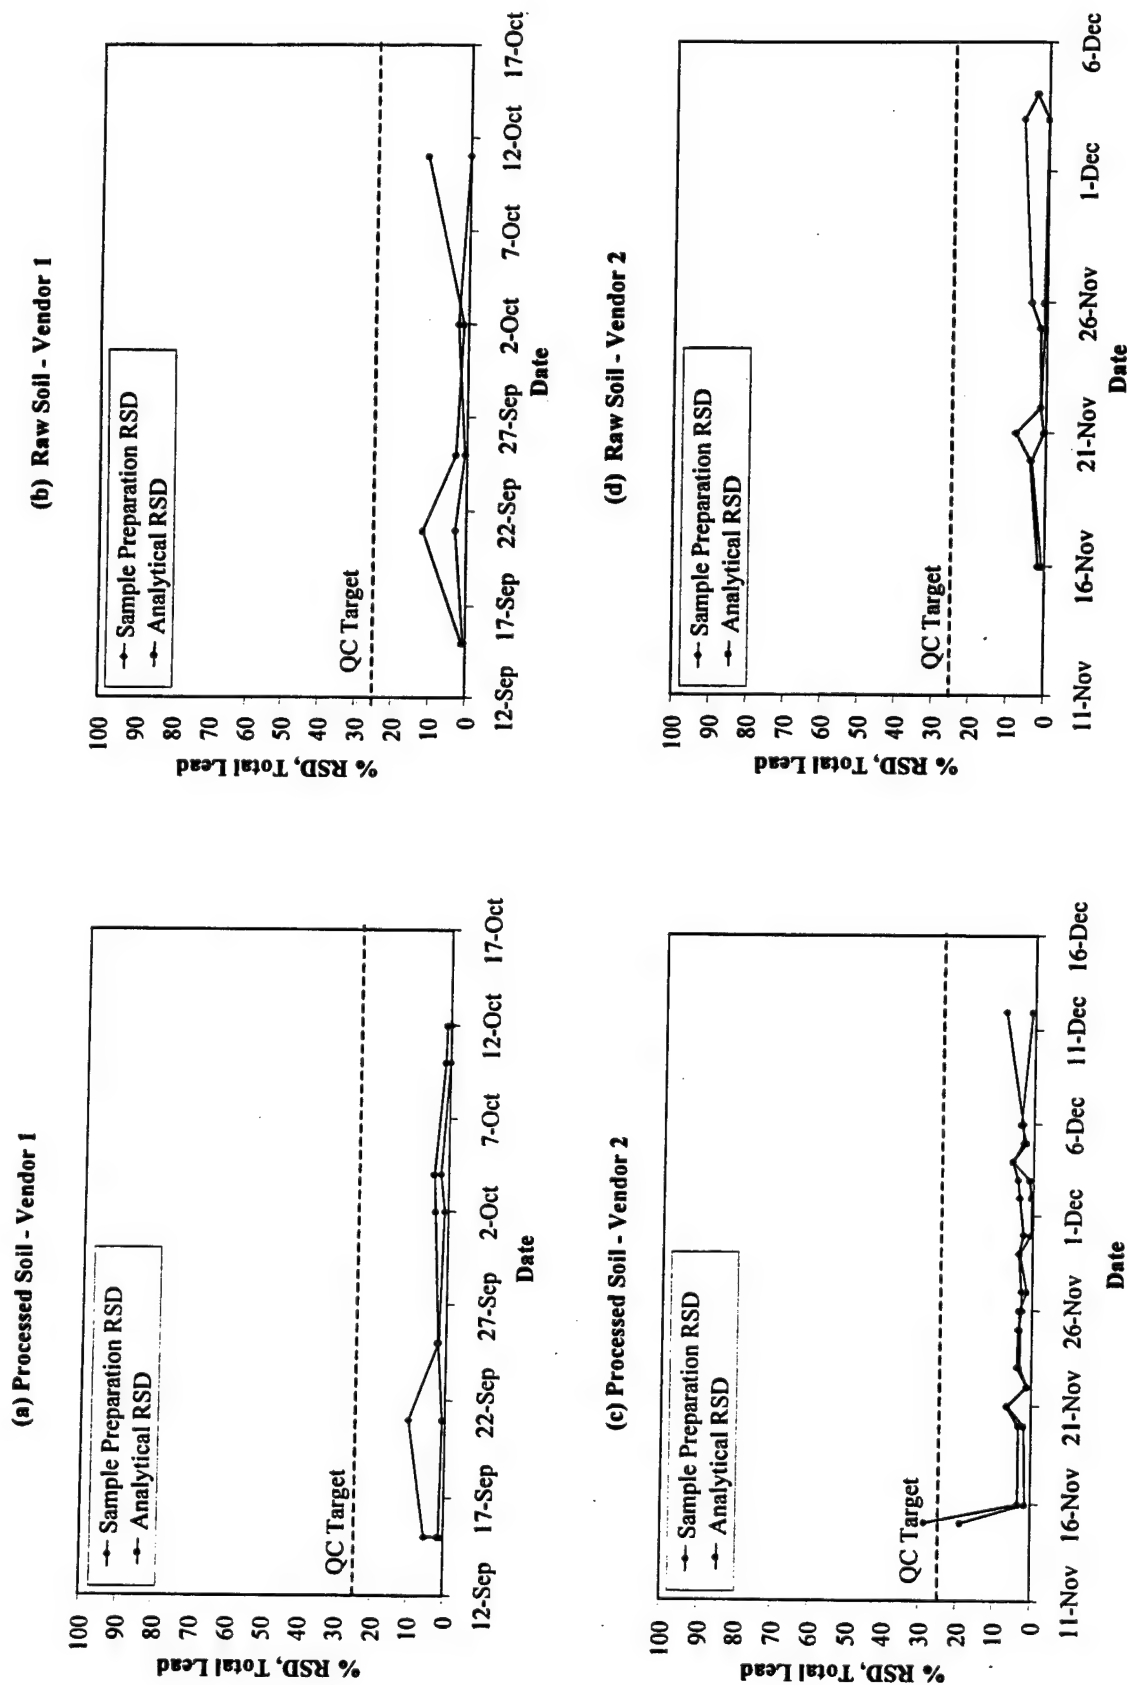 (a) Processed Soil - Vendor 1
% RSD, Total Lead
100
90
80
70
60
50
40
30
20
10
0
Sample Preparation RSD
Analytical RSD
QC Target
12-Sep 17-Sep 22-Sep 27-Sep 2-Oct 7-Oct 12-Oct 17-Oct
Date
(b) Raw Soil - Vendor 1
% RSD, Total Lead
100
90
80
70
60
50
40
30
20
10
0
Sample Preparation RSD
Analytical RSD
QC Target
12-Sep 17-Sep 22-Sep 27-Sep 2-Oct 7-Oct 12-Oct 17-Oct
Date
(c) Processed Soil - Vendor 2
% RSD, Total Lead
100
90
80
70
60
50
40
30
20
10
0
Sample Preparation RSD
Analytical RSD
QC Target
11-Nov 16-Nov 21-Nov 26-Nov 1-Dec 6-Dec 11-Dec 16-Dec
Date
(d) Raw Soil - Vendor 2
% RSD, Total Lead
100
90
80
70
60
50
40
30
20
10
0
Sample Preparation RSD
Analytical RSD
QC Target
11-Nov 16-Nov 21-Nov 26-Nov 1-Dec 6-Dec
Date